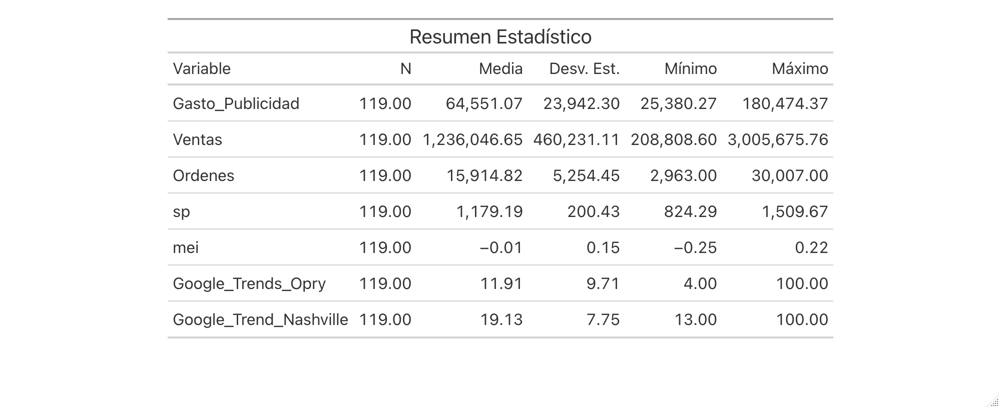 Resumen Estadístico
Variable N Media Desv. Est. Mínimo Máximo
Gasto_Publicidad 119.00 64,551.07 23,942.30 25,380.27 180,474.37
Ventas 119.00 1,236,046.65 460,231.11 208,808.60 3,005,675.76
Ordenes 119.00 15,914.82 5,254.45 2,963.00 30,007.00
sp 119.00 1,179.19 200.43 824.29 1,509.67
mei 119.00 −0.01 0.15 −0.25 0.22
Google_Trends_Opry 119.00 11.91 9.71 4.00 100.00
Google_Trend_Nashville 119.00 19.13 7.75 13.00 100.00